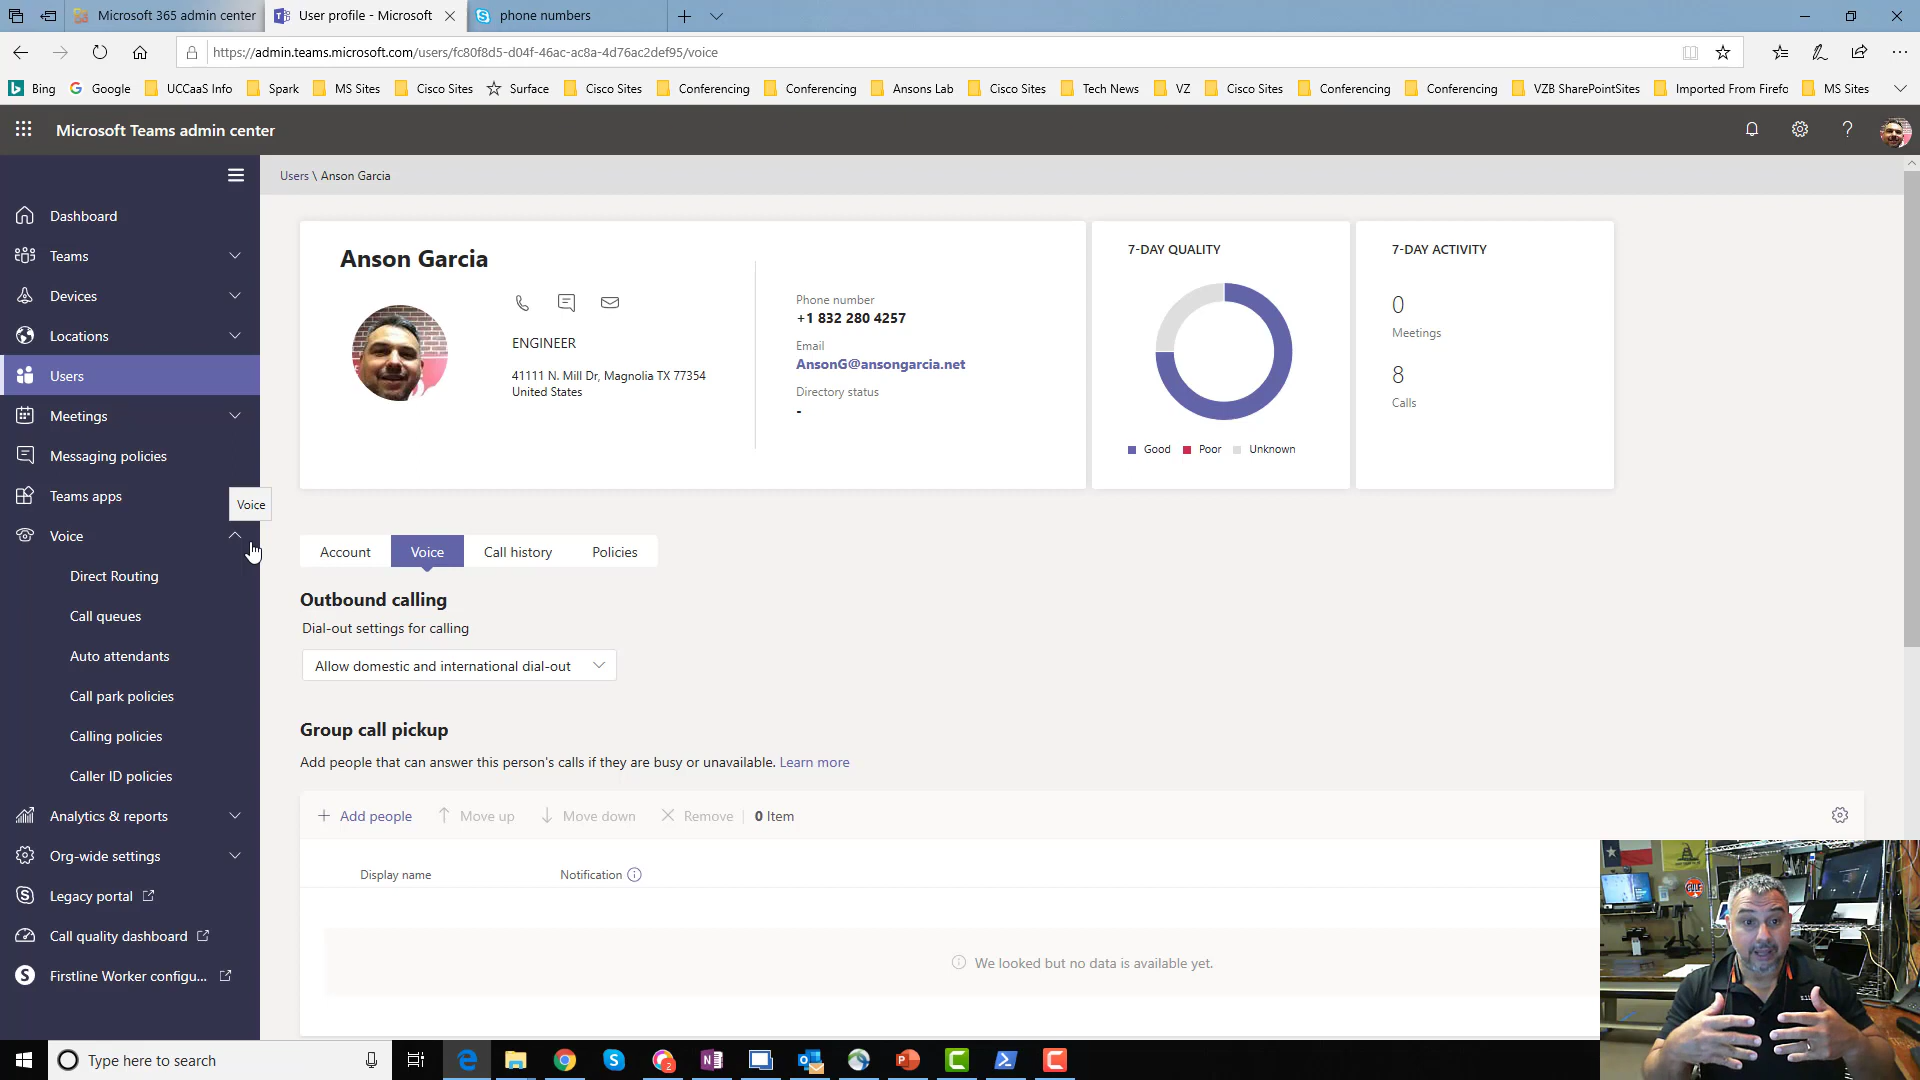 Microsoft 365 admin center
User profile - Microsoft
phone numbers
https://admin.teams.microsoft.com/users/fc80f8d5-d04f-46ac-ac8a-4d76ac2def95/voice
Bing
Google
UCCaaS Info
Spark
MS Sites
Cisco Sites
Surface
Cisco Sites
Conferencing
Conferencing
Ansons Lab
Cisco Sites
Tech News
VZ
Cisco Sites
Conferencing
Conferencing
VZB SharePointSites
Imported From Firefo
MS Sites
Microsoft Teams admin center
Dashboard
Teams
Devices
Locations
Users
Meetings
Messaging policies
Teams apps
Voice
Voice
Direct Routing
Call queues
Auto attendants
Call park policies
Calling policies
Caller ID policies
Analytics & reports
Org-wide settings
Legacy portal
Call quality dashboard
Firstline Worker configu...
Users \ Anson Garcia
Anson Garcia
ENGINEER
41111 N. Mill Dr, Magnolia TX 77354
United States
Phone number
+1 832 280 4257
Email
AnsonG@ansongarcia.net
Directory status
-
7-DAY QUALITY
Good Poor Unknown
7-DAY ACTIVITY
0
Meetings
8
Calls
Account Voice Call history Policies
Outbound calling
Dial-out settings for calling
Allow domestic and international dial-out
Group call pickup
Add people that can answer this person's calls if they are busy or unavailable. Learn more
+ Add people Move up Move down Remove | 0 Item
Display name Notification
We looked but no data is available yet.
GULF
Type here to search
2